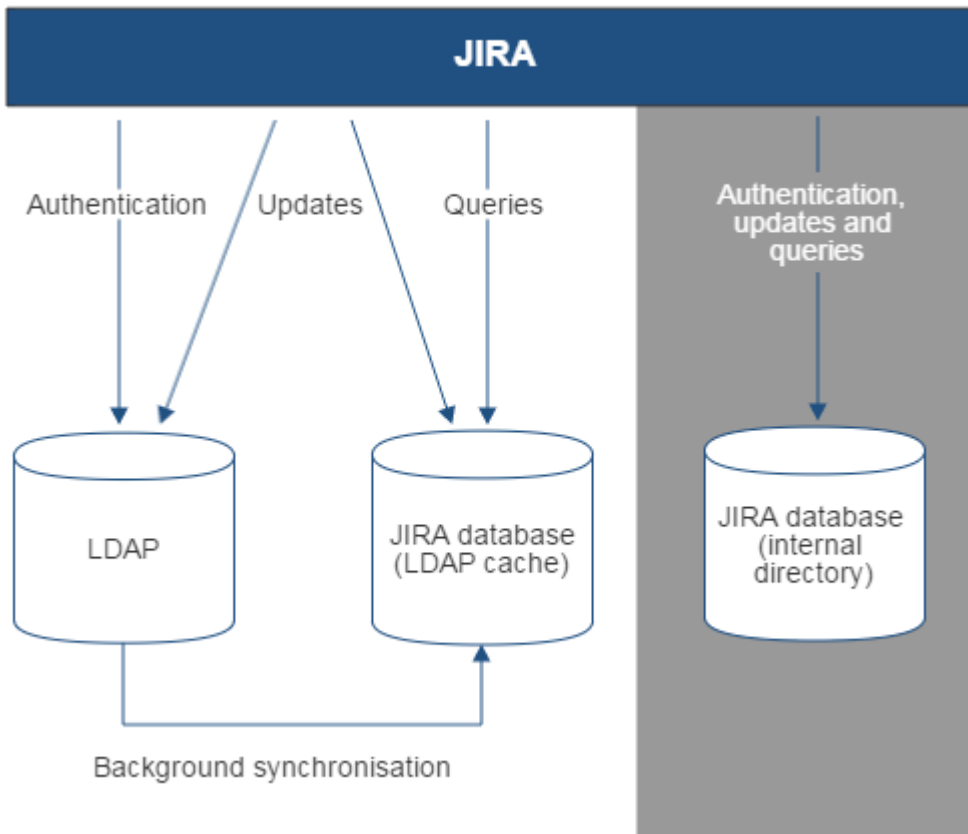 JIRA
Authentication
Updates
Queries
Authentication,
updates and
queries
LDAP
JIRA database
(LDAP cache)
JIRA database
(internal
directory)
Background synchronisation